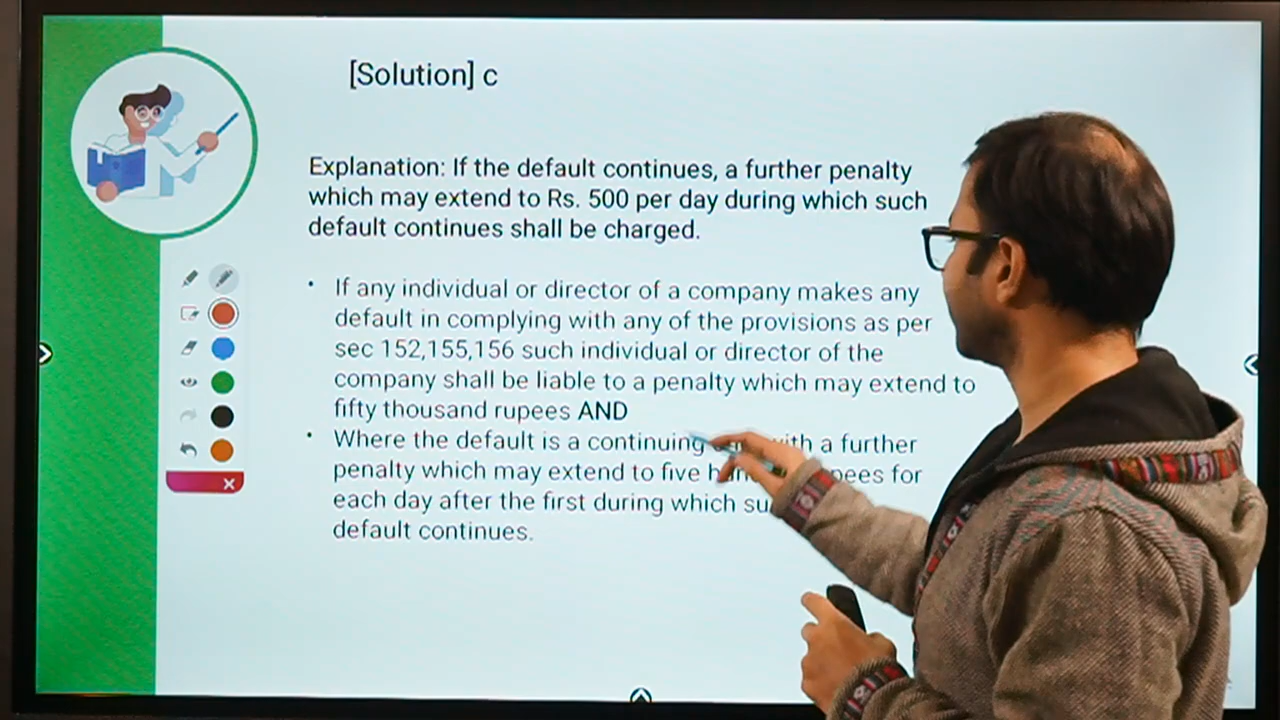 [Solution] c
Explanation: If the default continues, a further penalty
which may extend to Rs. 500 per day during which such
default continues shall be charged.
• If any individual or director of a company makes any
default in complying with any of the provisions as per
sec 152,155,156 such individual or director of the
company shall be liable to a penalty which may extend to
fifty thousand rupees AND
• Where the default is a continuing with a further
penalty which may extend to five for
each day after the first during which
default continues.